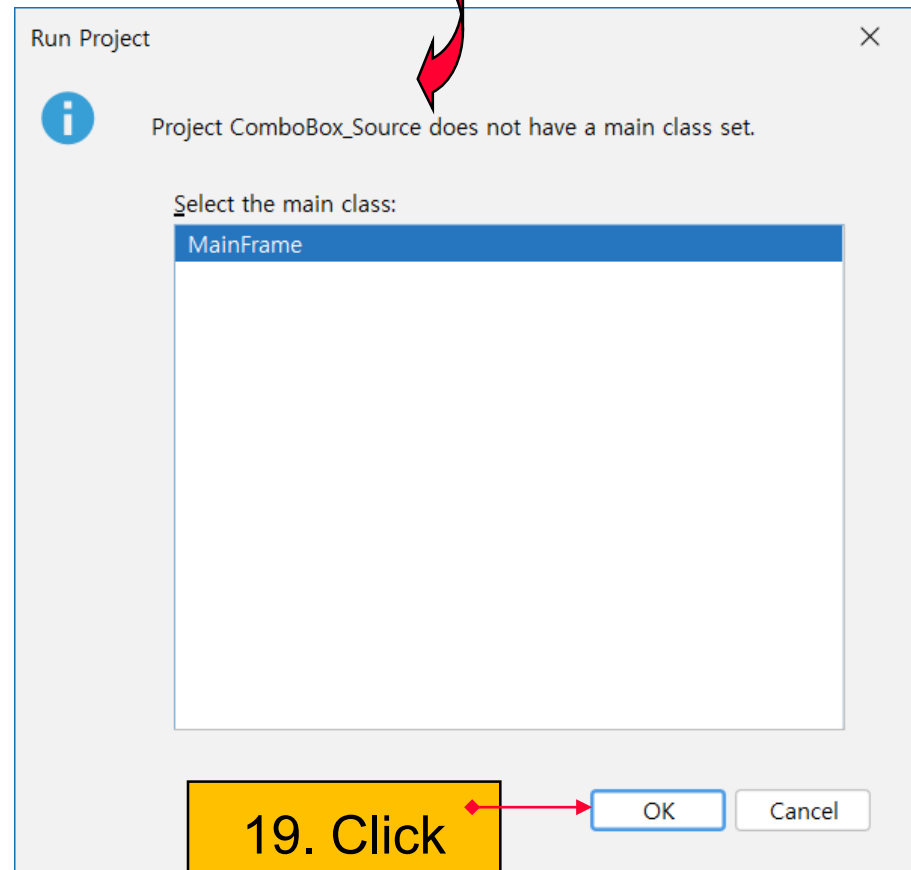 Run Project
Project ComboBox_Source does not have a main class set.
Select the main class:
MainFrame
OK Cancel
19. Click